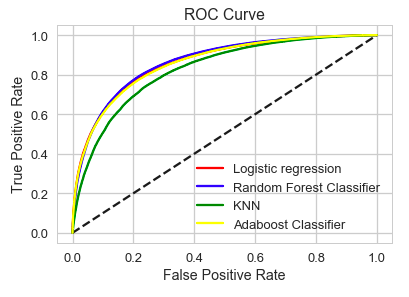 ROC Curve
1.0
0.8
0.6
0.4
0.2
0.0
True Positive Rate
Logistic regression
Random Forest Classifier
KNN
Adaboost Classifier
0.0 0.2 0.4 0.6 0.8 1.0
False Positive Rate